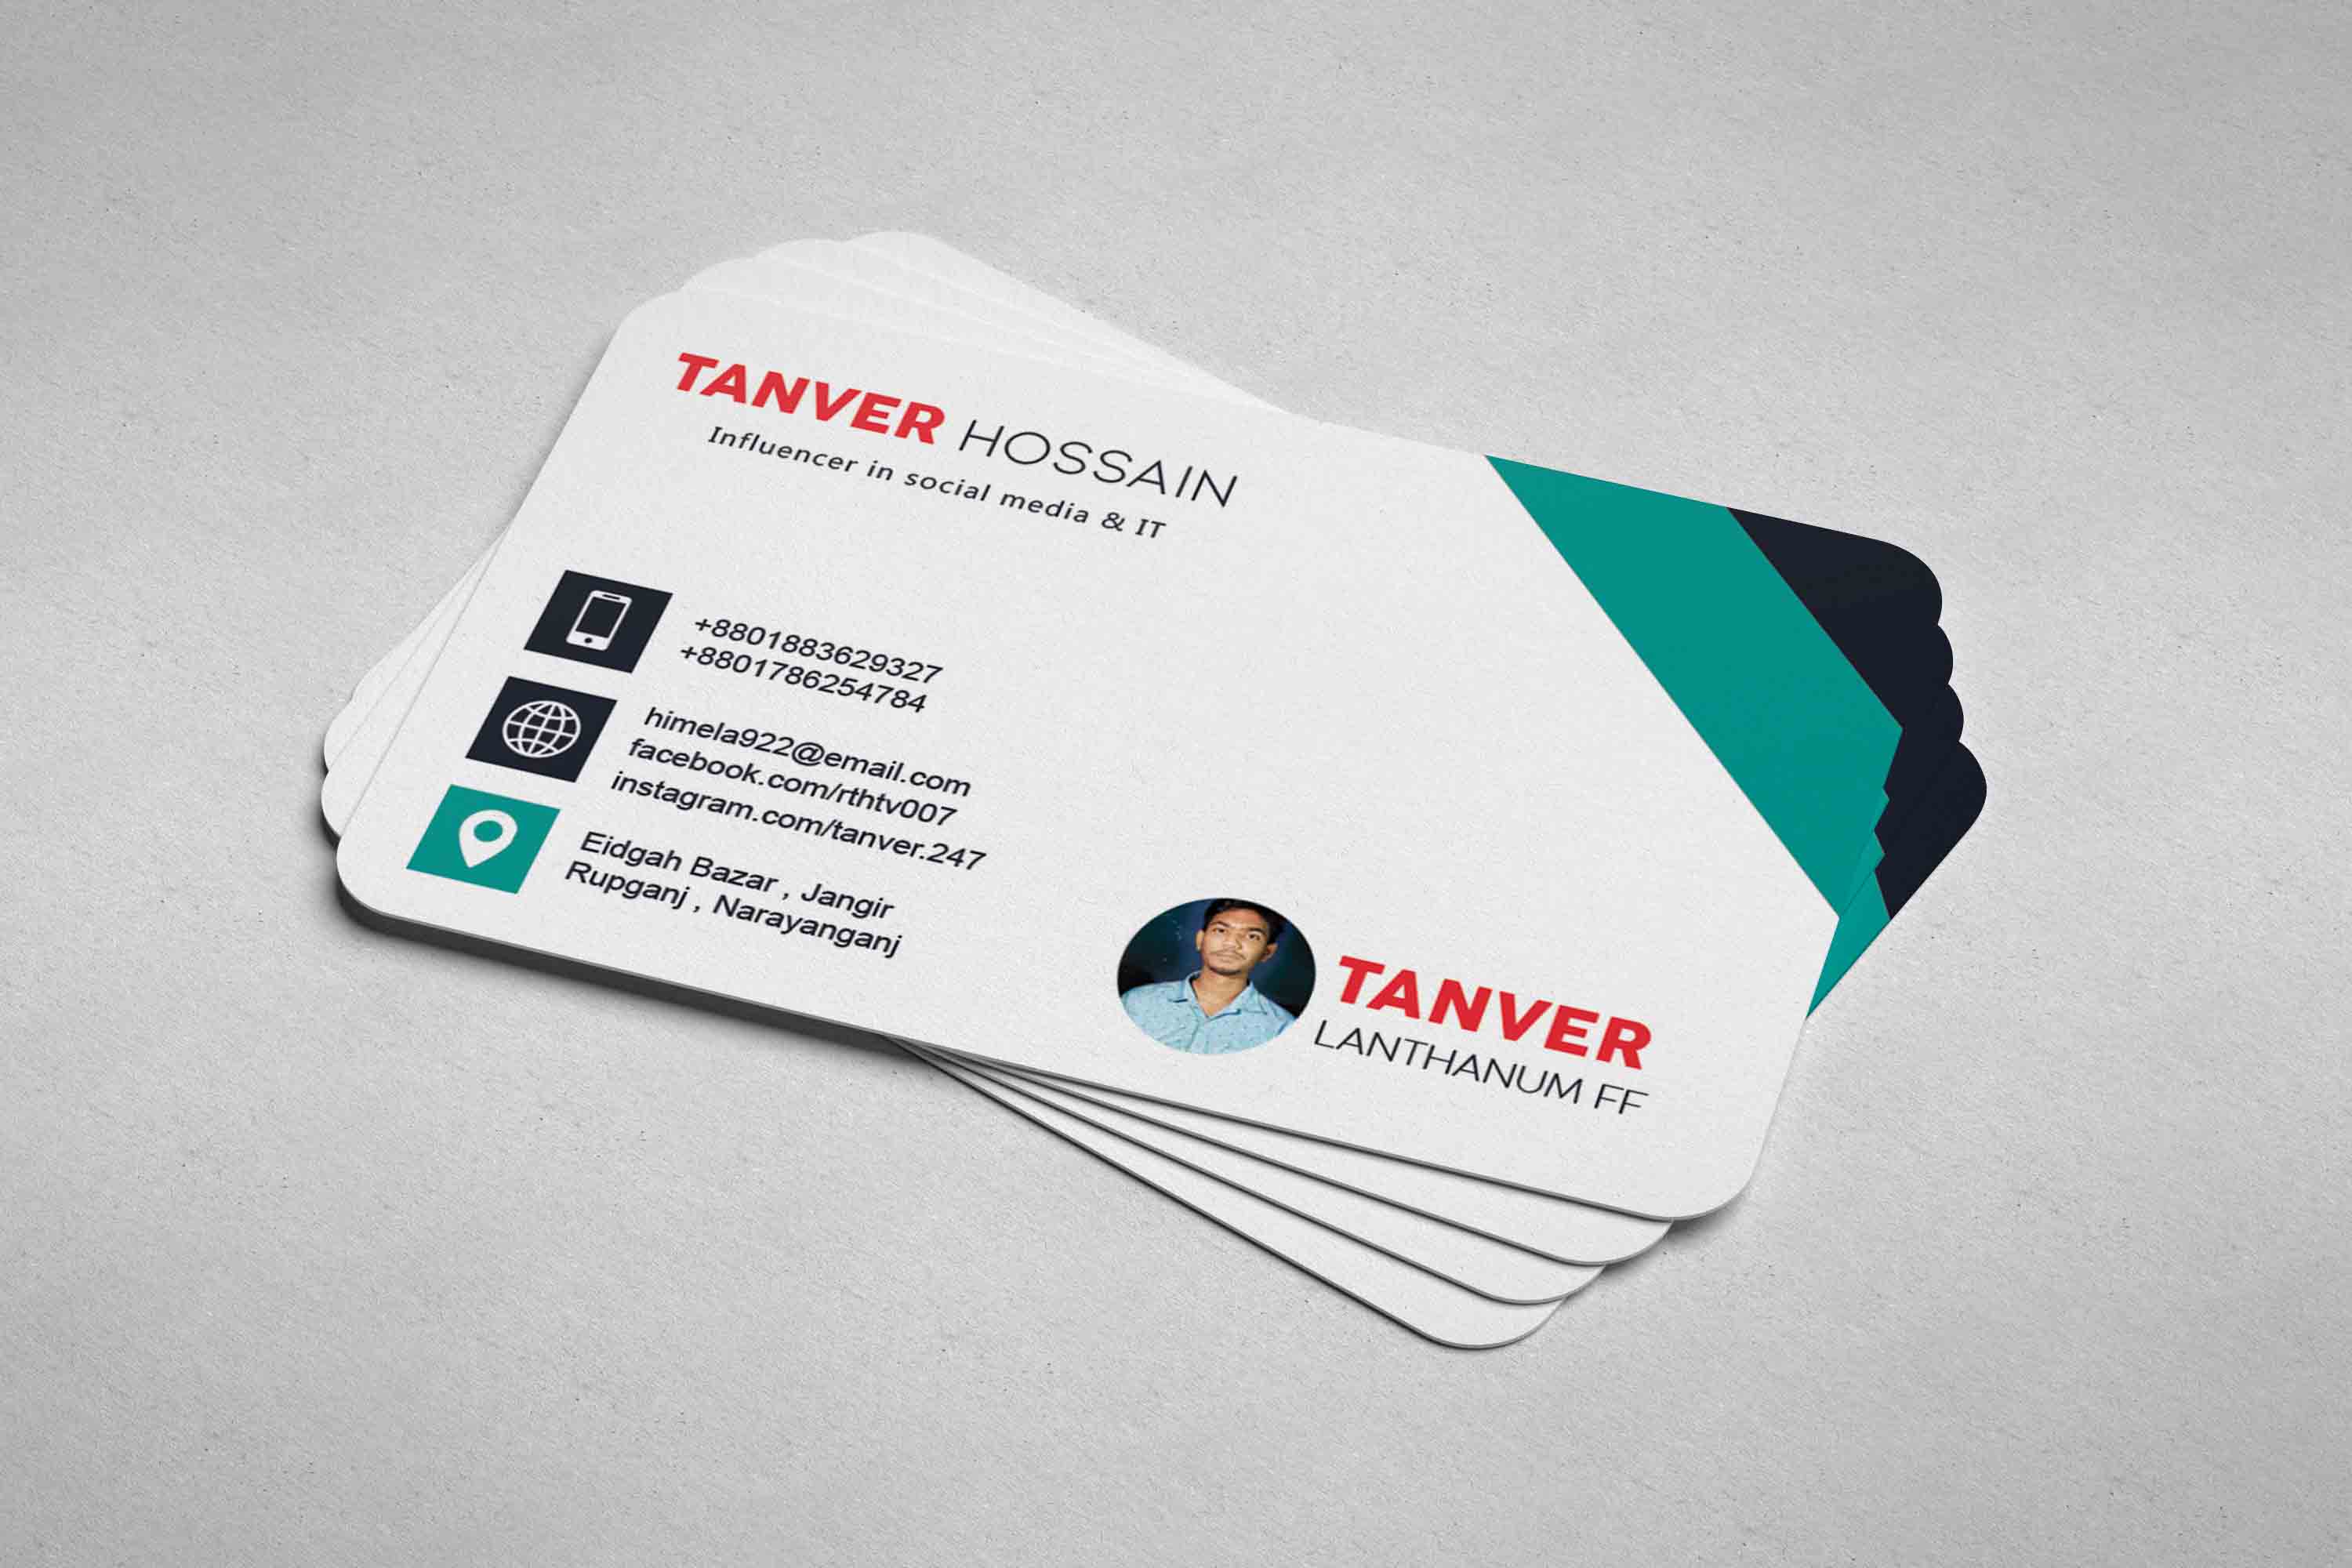 TANVER HOSSAIN
Influencer in social media & IT
+8801883629327
+8801786254784
himela922@email.com
facebook.com/rthtv007
instagram.com/tanver.247
Eidgah Bazar , Jangir
Rupganj , Narayanganj
TANVER
LANTHANUM FF